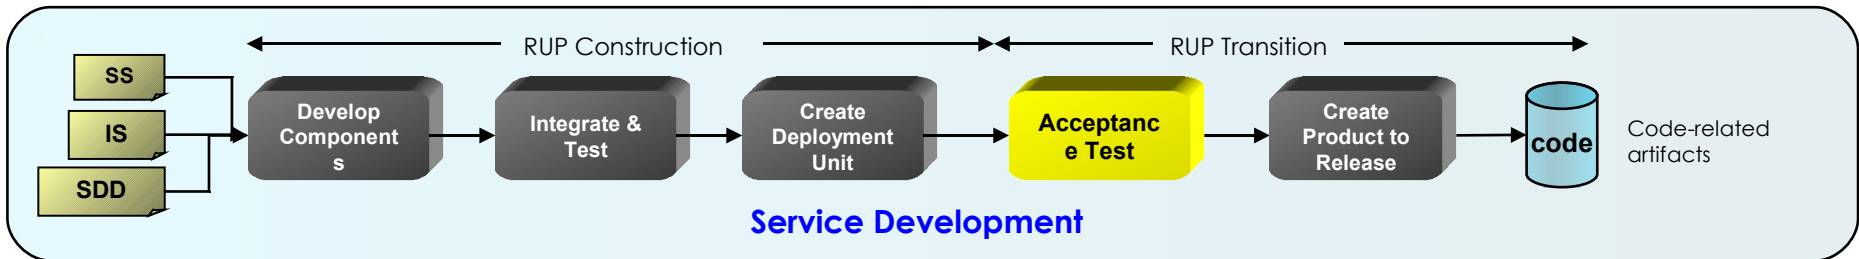 RUP Construction
RUP Transition
SS
IS
SDD
Develop
Component
s
Integrate &
Test
Create
Deployment
Unit
Acceptanc
e Test
Create
Product to
Release
code
Code-related
artifacts
Service Development